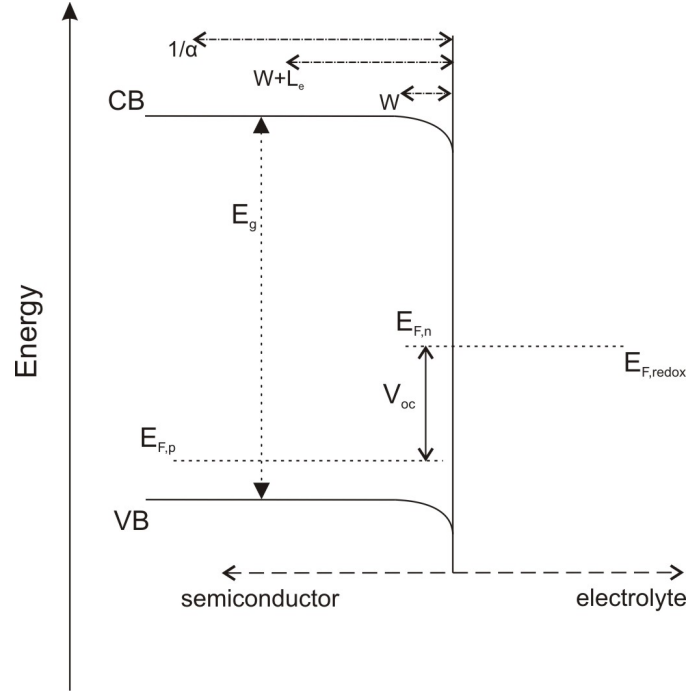 1/α
W+Le
W
CB
Eg
Energy
EF,n
EF,redox
Voc
EF,p
VB
semiconductor
electrolyte